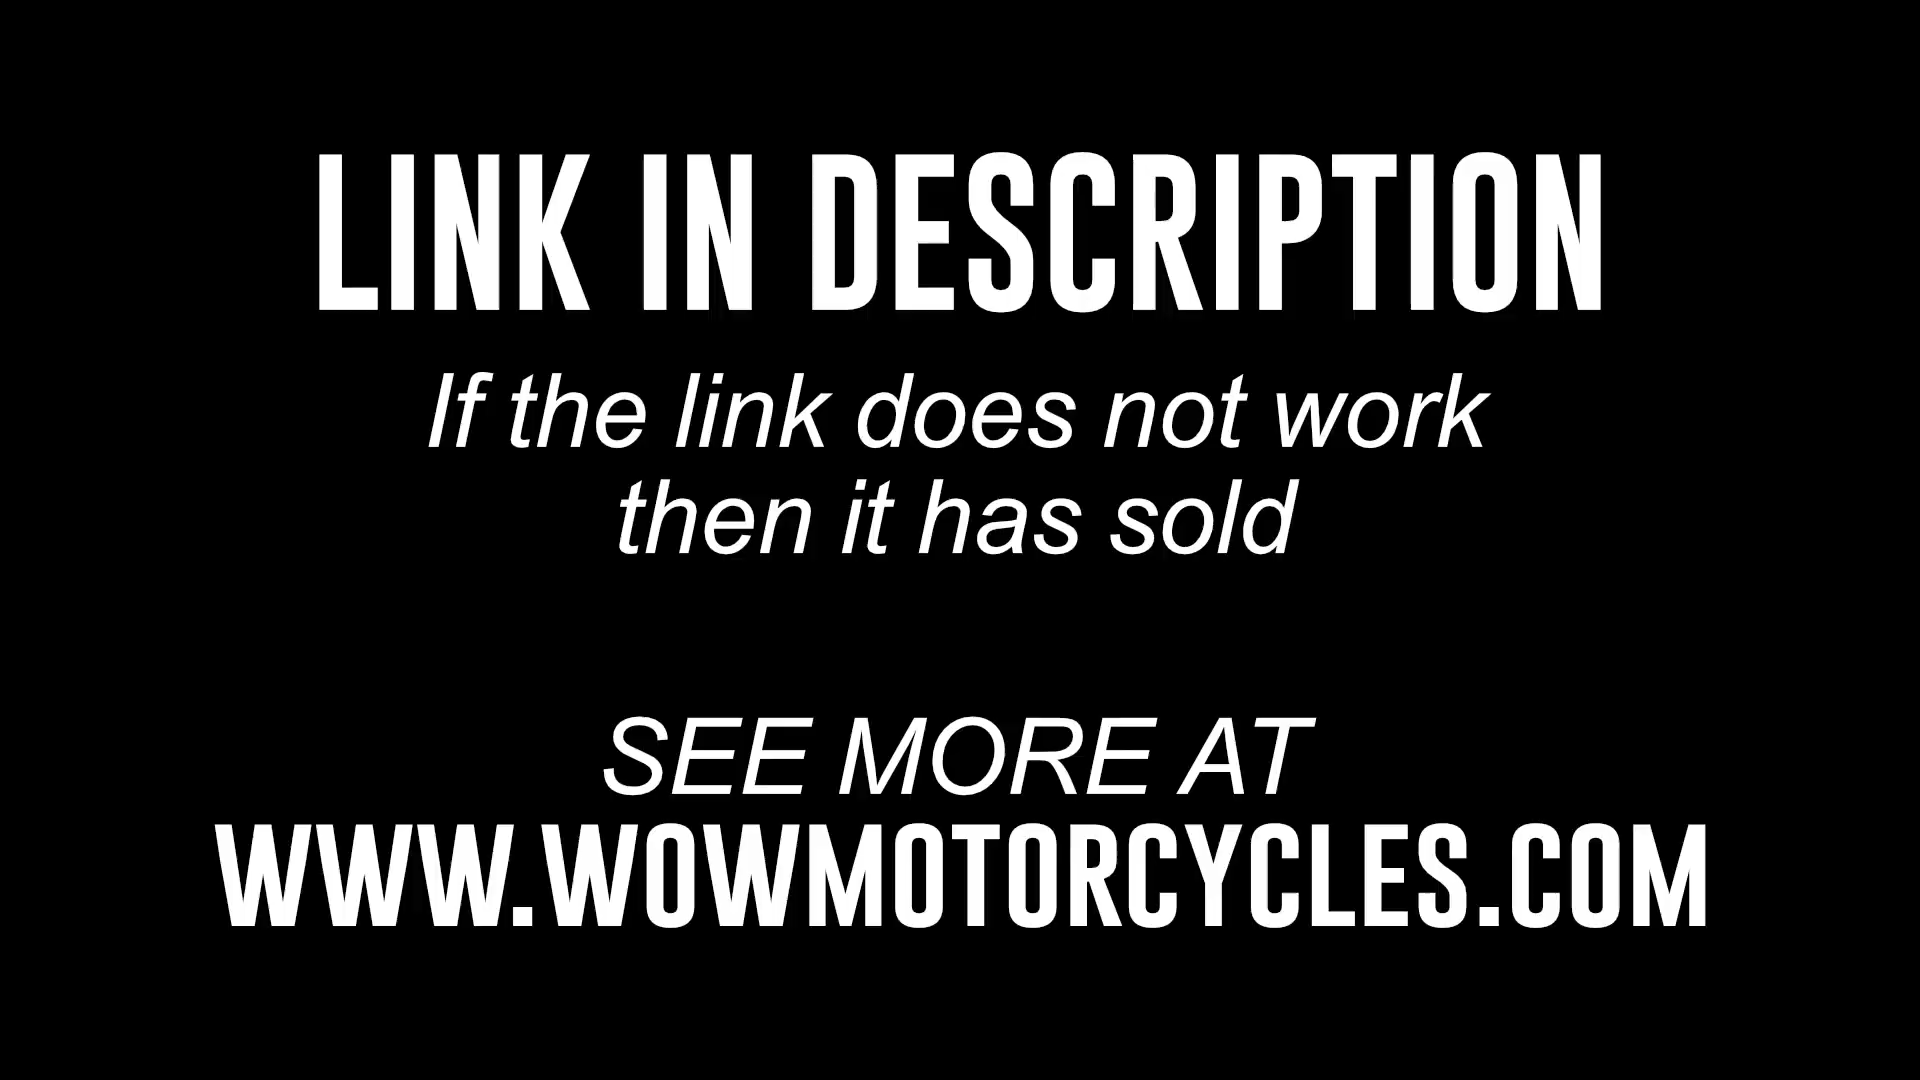 LINK IN DESCRIPTION
If the link does not work
then it has sold
SEE MORE AT
WWW.WOWMOTORCYCLES.COM